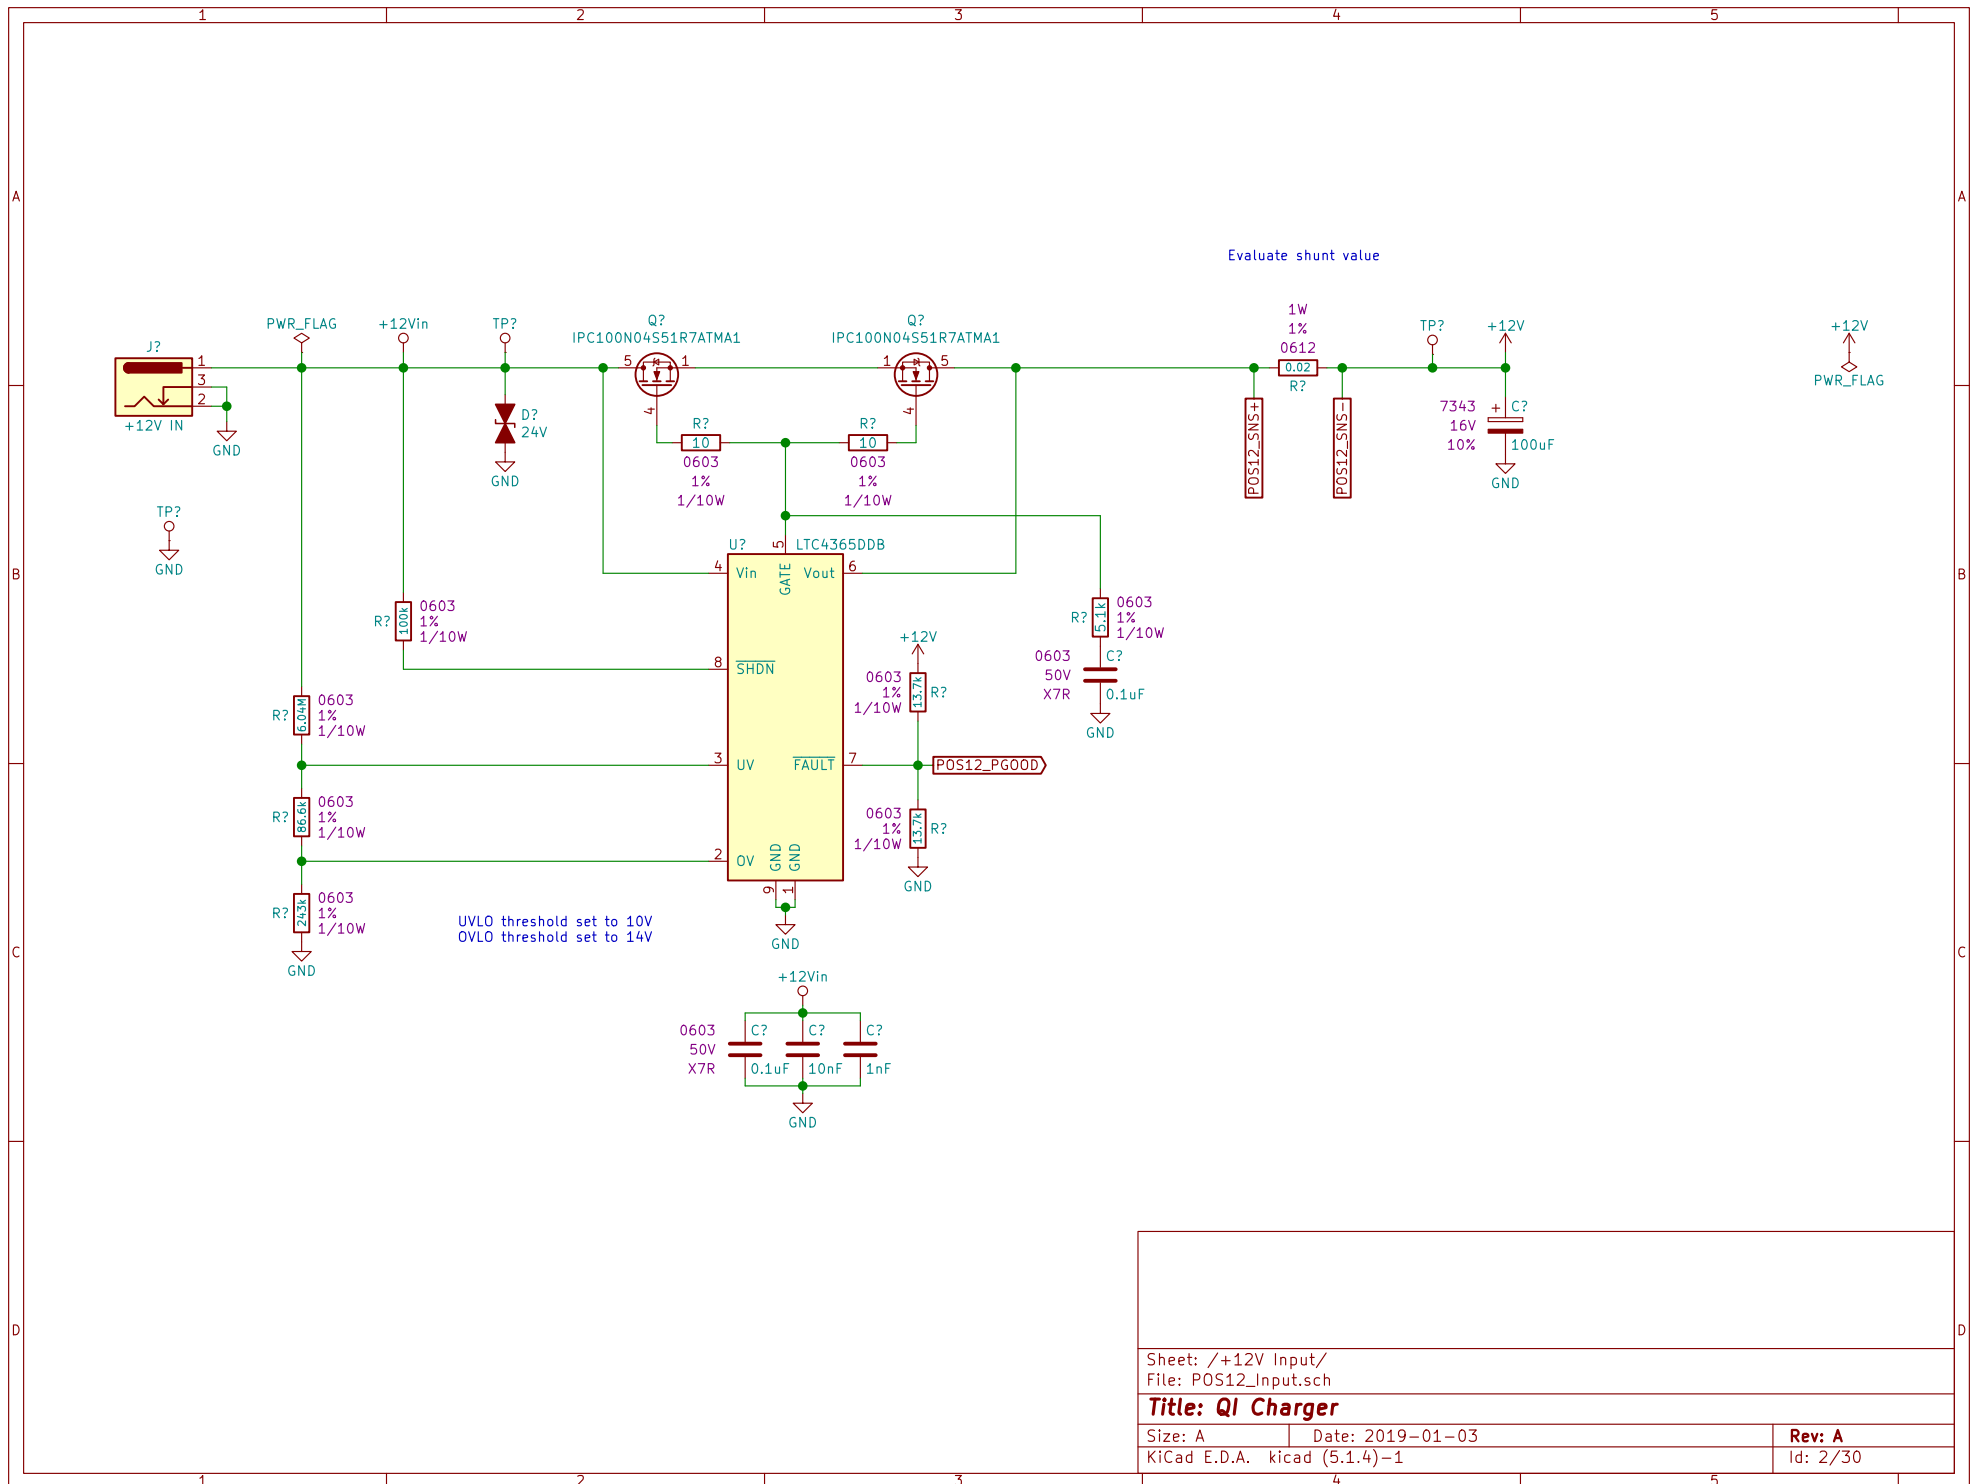 1 2 3 4 5
A A
B B
C C
D D
Evaluate shunt value
J?
1
3
2
+12V IN
GND
PWR_FLAG
+12Vin
TP?
D?
24V
GND
TP?
GND
Q?
IPC100N04S51R7ATMA1
5 1
4
Q?
IPC100N04S51R7ATMA1
1 5
4
R?
10
0603
1%
1/10W
R?
10
0603
1%
1/10W
1W
1%
0612
0.02
R?
POS12_SNS+
POS12_SNS-
TP?
+12V
7343
16V
10%
C?
100uF
GND
+12V
PWR_FLAG
U?
LTC4365DDB
5
GATE
4 Vin
Vout 6
8 SHDN
3 UV
FAULT 7
2 OV
GND GND
9 1
GND
R?
100k
0603
1%
1/10W
R?
6.04M
0603
1%
1/10W
R?
86.6k
0603
1%
1/10W
R?
243k
0603
1%
1/10W
GND
UVLO threshold set to 10V
OVLO threshold set to 14V
+12V
0603
1%
1/10W
13.7k
R?
POS12_PGOOD
0603
1%
1/10W
13.7k
R?
GND
R?
5.1k
0603
1%
1/10W
0603
50V
X7R
C?
0.1uF
GND
+12Vin
0603
50V
X7R
C?
0.1uF
C?
10nF
C?
1nF
GND
Sheet: /+12V Input/
File: POS12_Input.sch
Title: QI Charger
Size: A
Date: 2019-01-03
Rev: A
KiCad E.D.A. kicad (5.1.4)-1
Id: 2/30
1 2 3 4 5